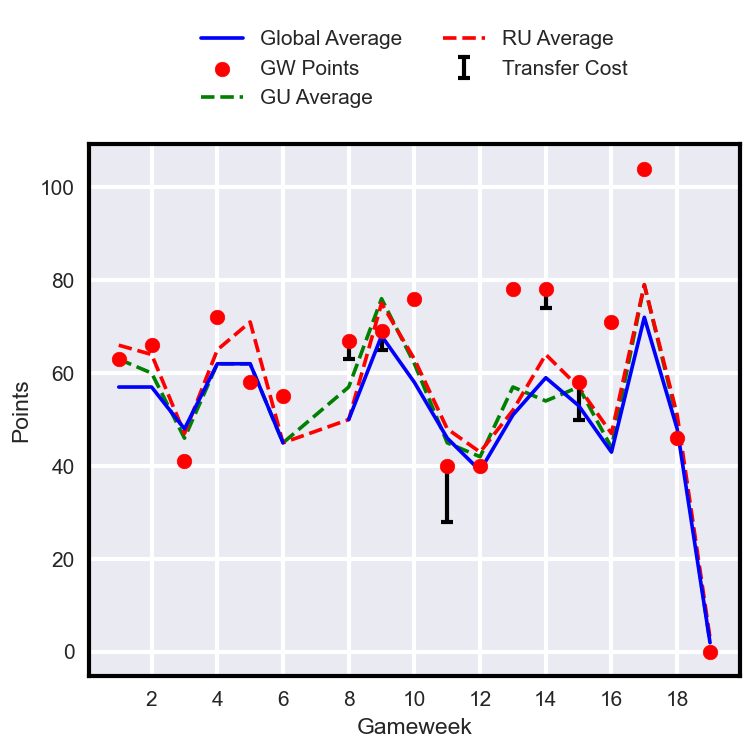 Global Average
GW Points
GU Average
RU Average
Transfer Cost
Points
100
80
60
40
20
0
2 4 6 8 10 12 14 16 18
Gameweek